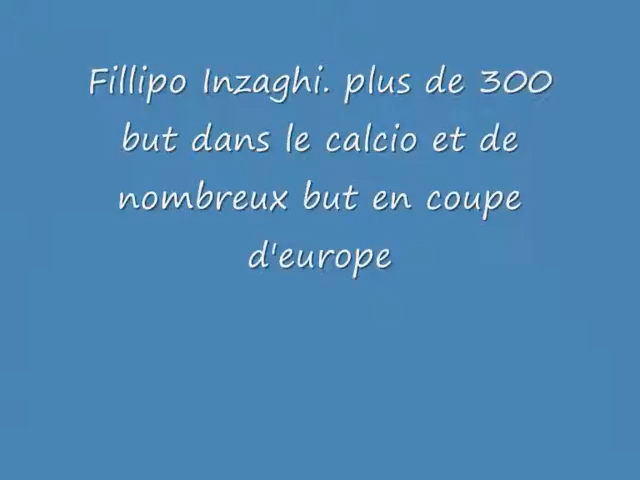 Fillipo Inzaghi. plus de 300
but dans le calcio et de
nombreux but en coupe
d'europe